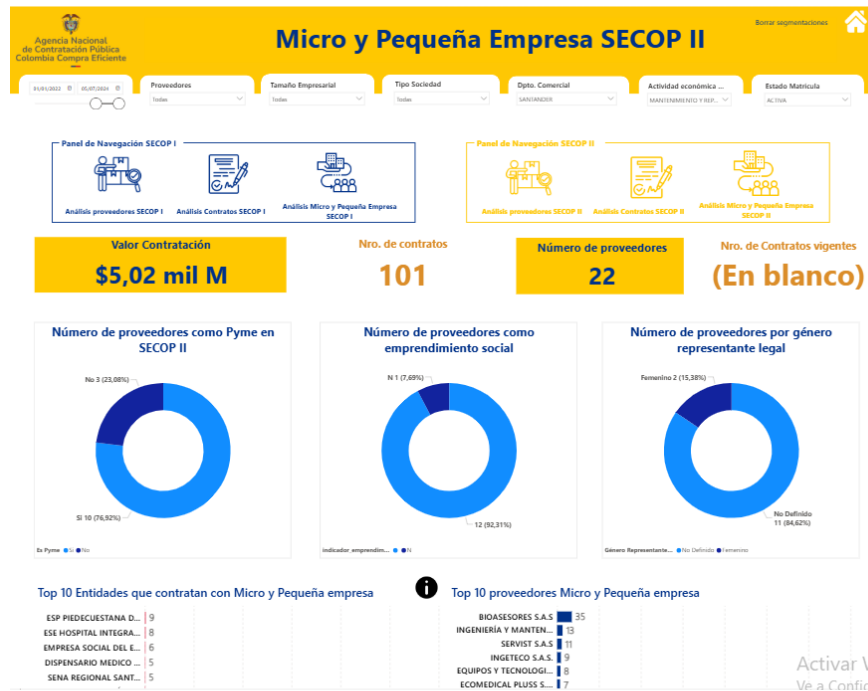 Agencia Nacional
de Contratación Pública
Colombia Compra Eficiente
Micro y Pequeña Empresa SECOP II
Borrar segmentaciones
Proveedores
Todas
Tamaño Empresarial
Todas
Tipo Sociedad
Todas
Dpto. Comercial
SANTANDER
Actividad económica ...
MANTENIMIENTO Y REP...
Estado Matricula
ACTIVA
Panel de Navegación SECOP I
Análisis proveedores SECOP I
Análisis Contratos SECOP I
Análisis Micro y Pequeña Empresa
SECOP I
Panel de Navegación SECOP II
Análisis proveedores SECOP II
Análisis Contratos SECOP II
Análisis Micro y Pequeña Empresa
SECOP II
Valor Contratación
$5,02 mil M
Nro. de contratos
101
Número de proveedores
22
Nro. de Contratos vigentes
(En blanco)
Número de proveedores como Pyme en
SECOP II
No 3 (23,08%)
Si 10 (76,92%)
Es Pyme Si No
Número de proveedores como
emprendimiento social
N 1 (7,69%)
12 (92,31%)
indicador_emprendim... N
Número de proveedores por género
representante legal
Femenino 2 (15,38%)
No Definido
11 (84,62%)
Género Representante... No Definido Femenino
Top 10 Entidades que contratan con Micro y Pequeña empresa
ESP PIEDECUESTANA D... 9
ESE HOSPITAL INTEGRA... 8
EMPRESA SOCIAL DEL E... 6
DISPENSARIO MEDICO ... 5
SENA REGIONAL SANT... 5
i
Top 10 proveedores Micro y Pequeña empresa
BIOASESORES S.A.S 35
INGENIERÍA Y MANTEN... 13
SERVIST S.A.S 11
INGETECO S.A.S. 9
EQUIPOS Y TECNOLOGI... 8
ECOMEDICAL PLUSS S.... 7
Activar
Ve a Config